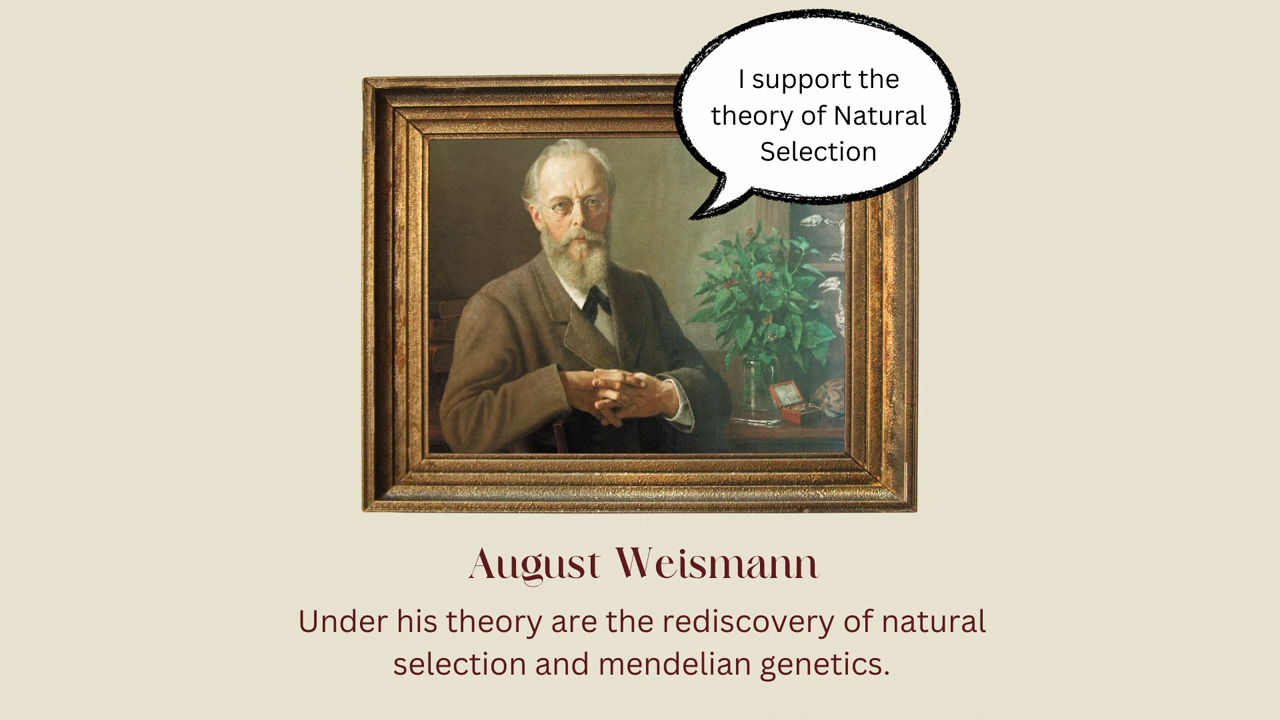 I support the
theory of Natural
Selection
August Weismann
Under his theory are the rediscovery of natural
selection and mendelian genetics.